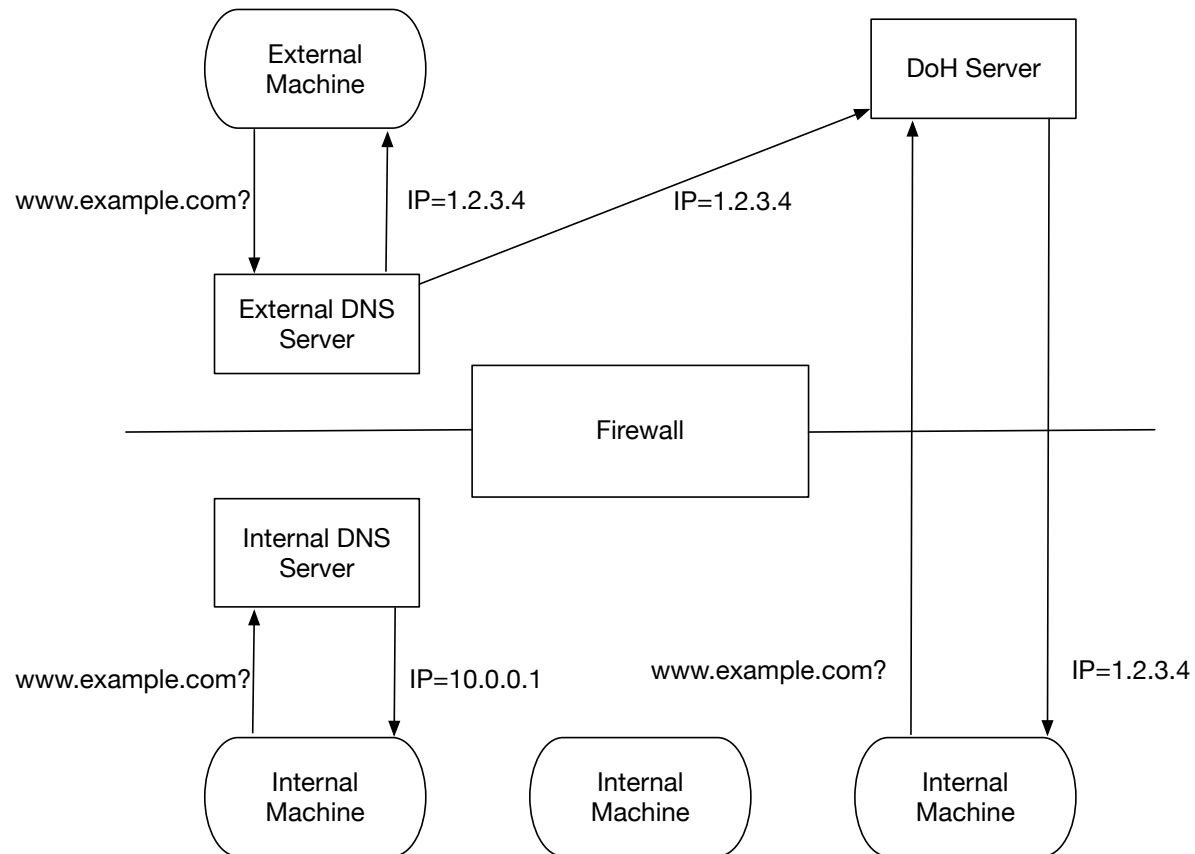 External
Machine
DoH Server
www.example.com?
IP=1.2.3.4
IP=1.2.3.4
External DNS
Server
Firewall
Internal DNS
Server
www.example.com?
IP=10.0.0.1
www.example.com?
IP=1.2.3.4
Internal
Machine
Internal
Machine
Internal
Machine